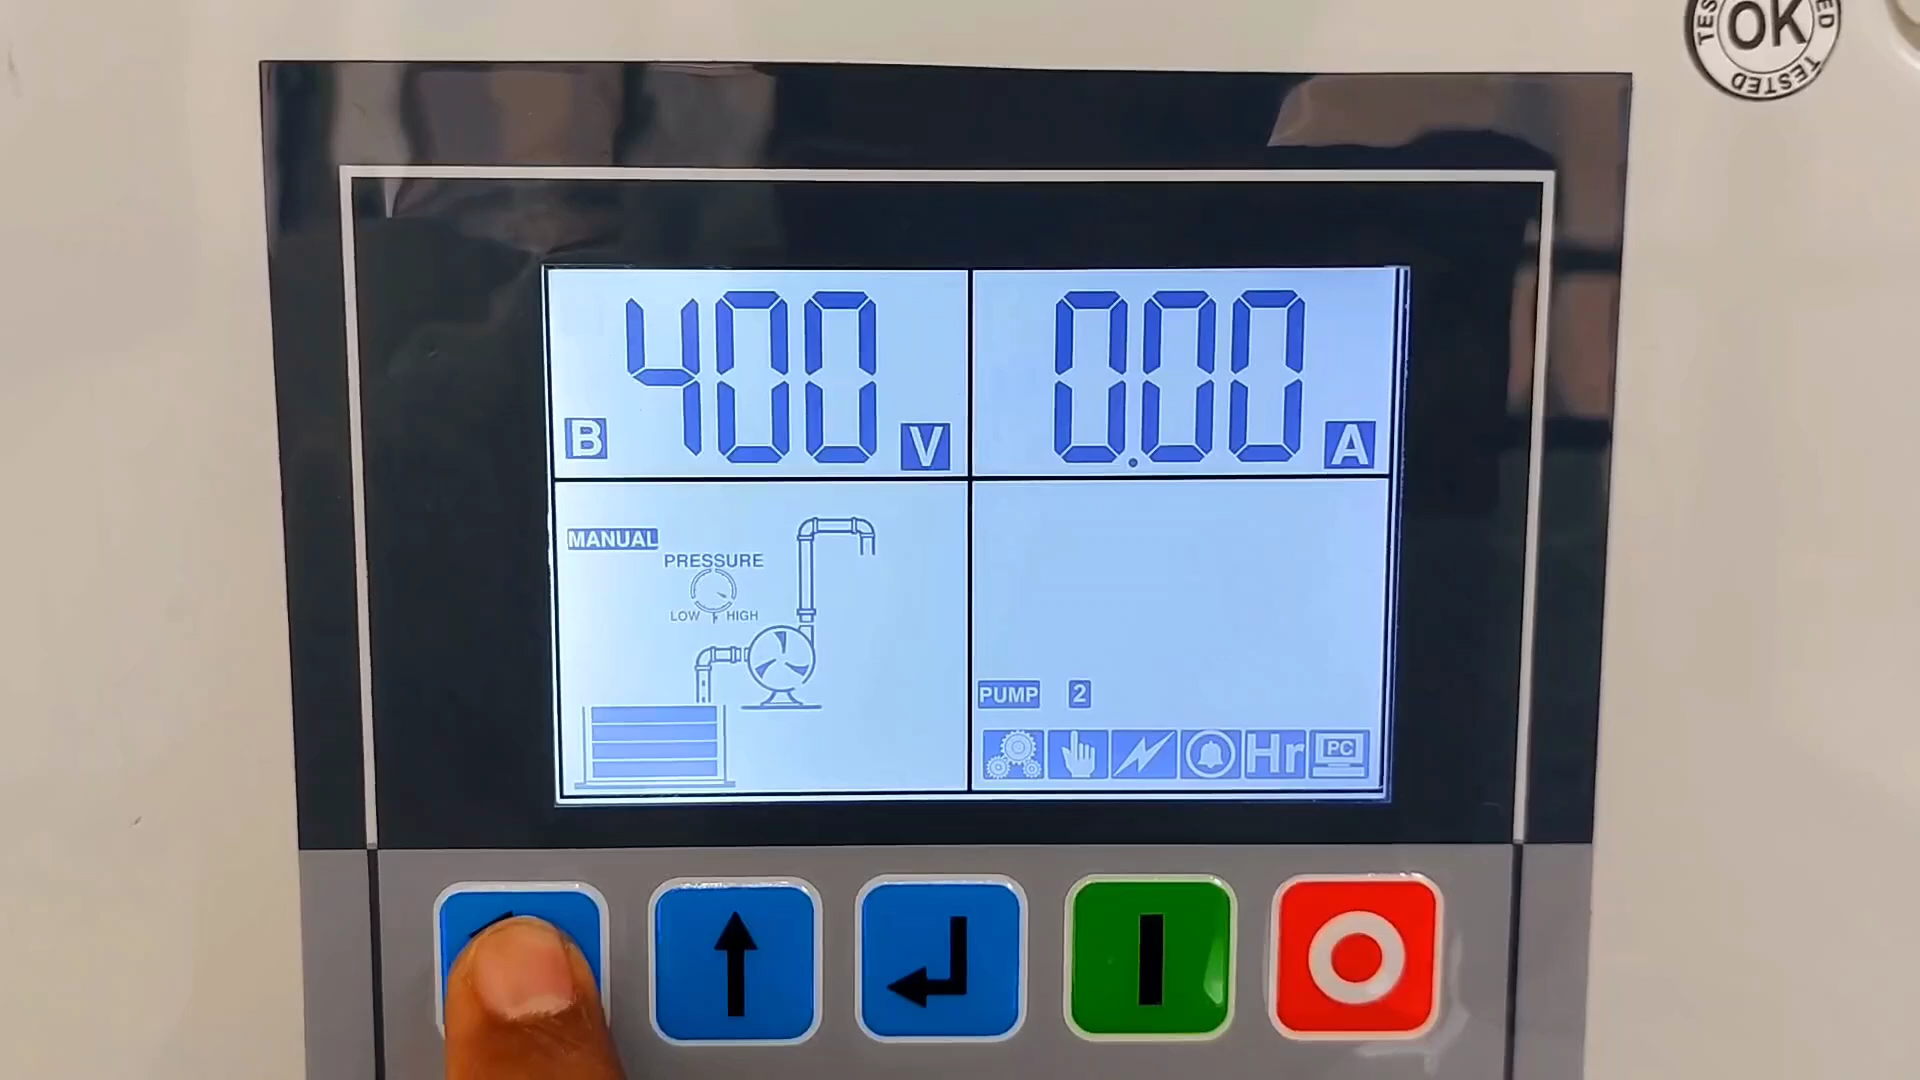 OK
TESTED
400
B
V
0.00
A
MANUAL
PRESSURE
LOW HIGH
PUMP 2
Hr
PC